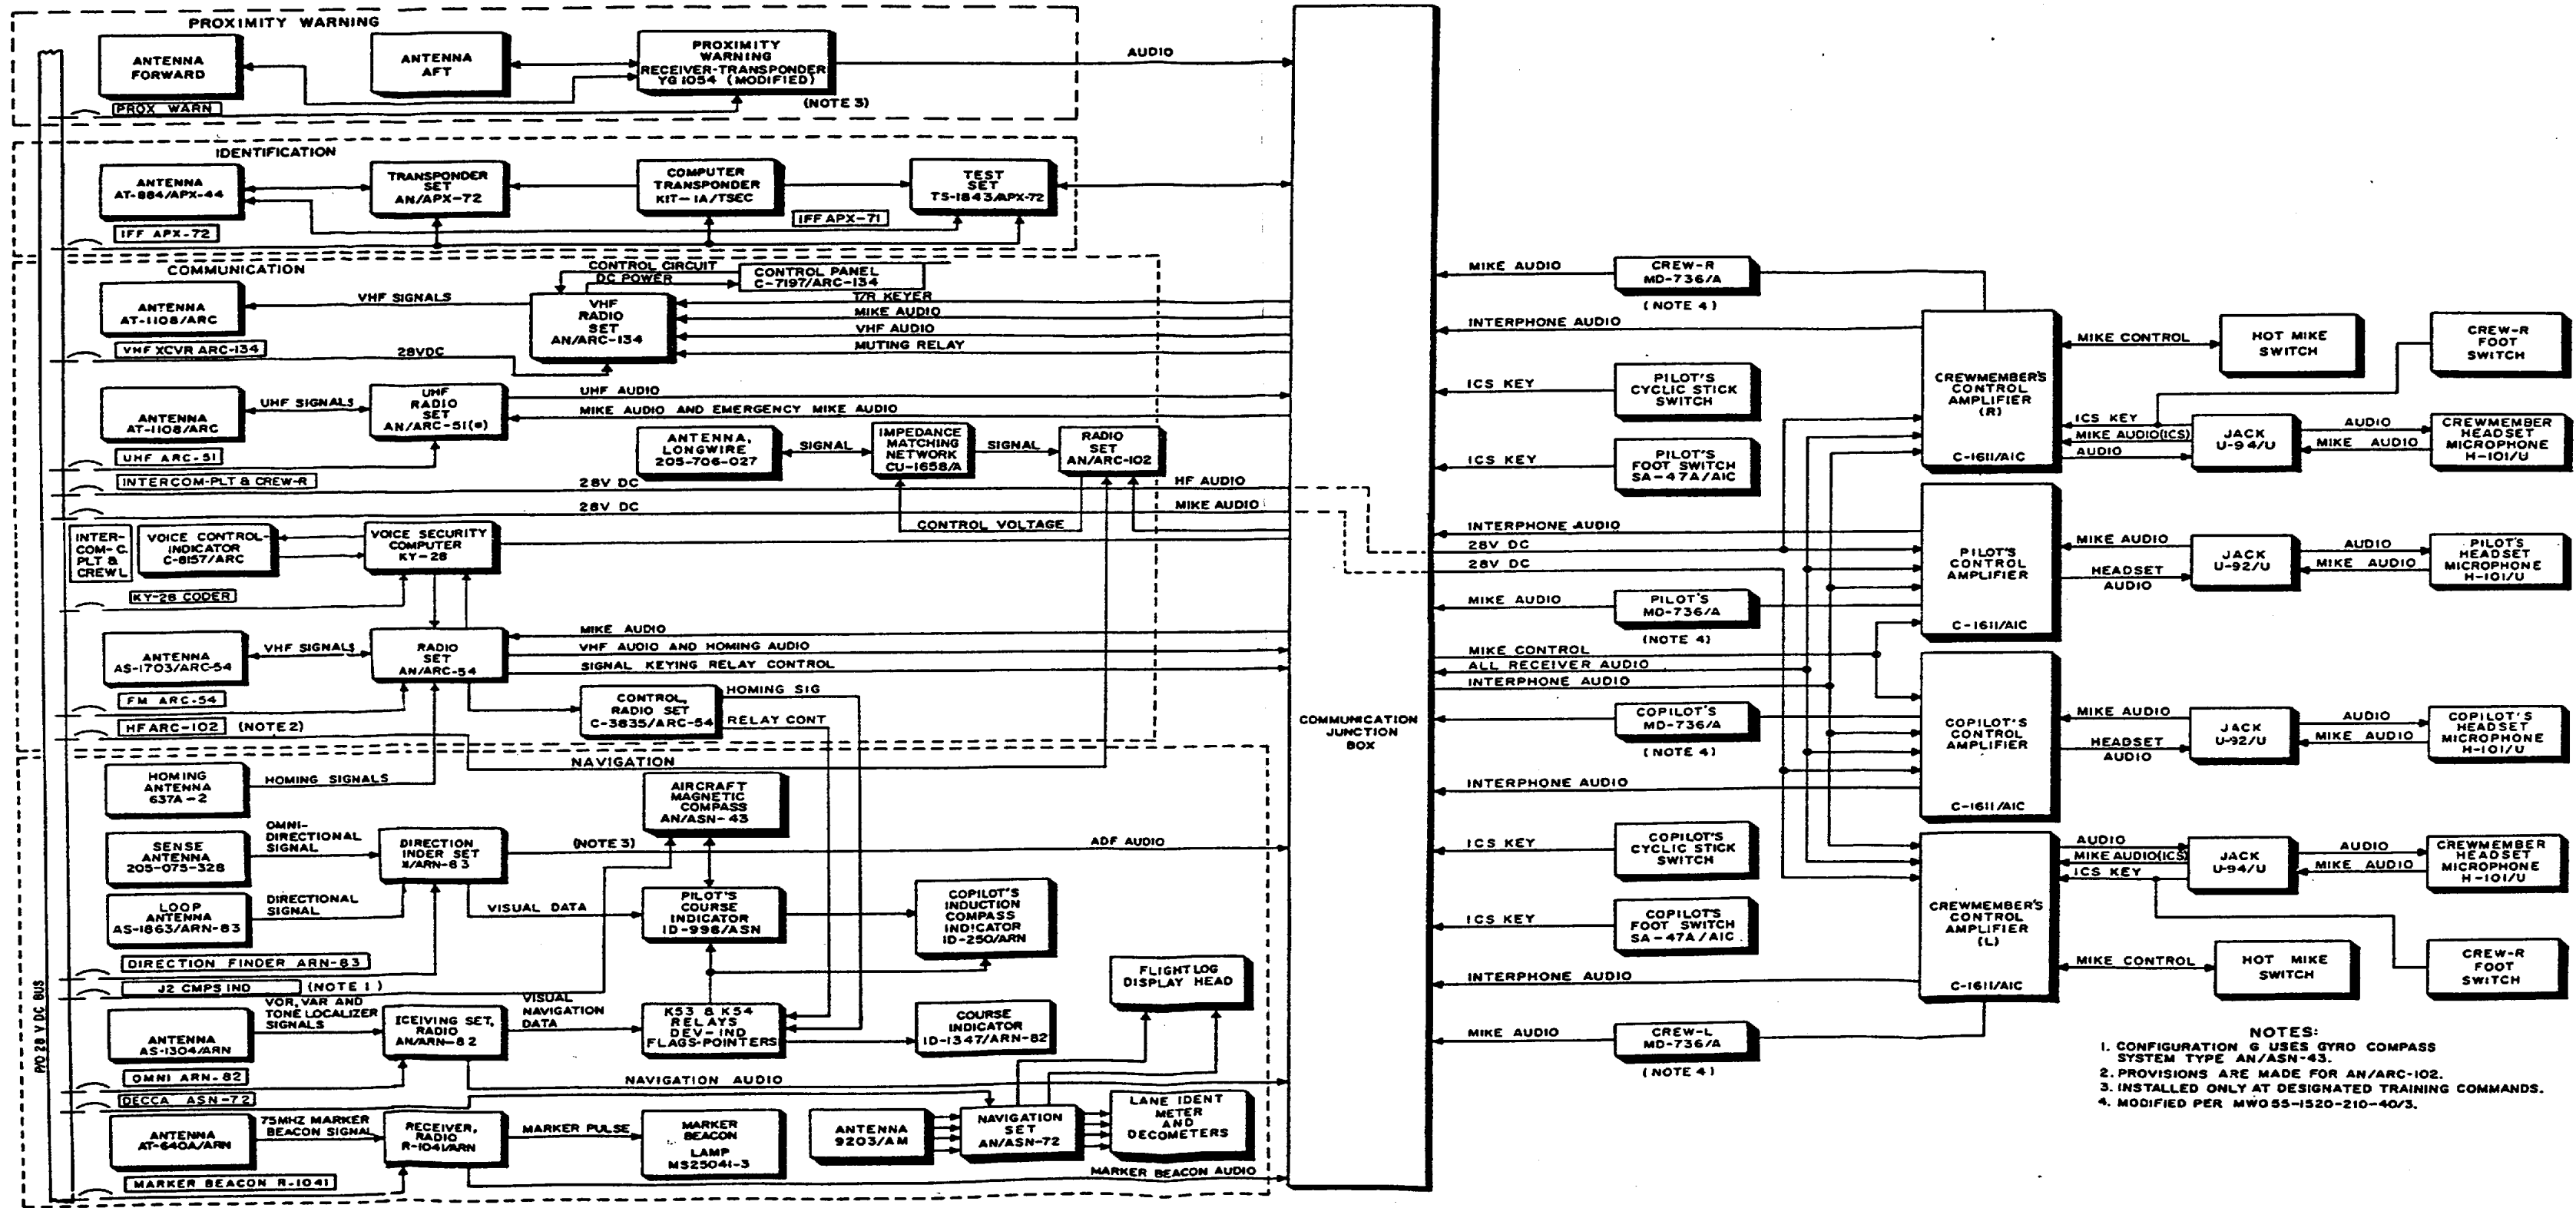 PROXIMITY WARNING
ANTENNA
FORWARD
ANTENNA
AFT
PROXIMITY
WARNING
RECEIVER-TRANSPONDER
YG1054 (MODIFIED)
AUDIO
PROX WARN
(NOTE 3)
IDENTIFICATION
ANTENNA
AT-884/APX-44
TRANSPONDER
SET
AN/APX-72
COMPUTER
TRANSPONDER
KIT-1A/TSEC
TEST
SET
TS-1843/APX-72
IFF APX-71
IFF APX-72
COMMUNICATION
CONTROL CIRCUIT
DC POWER
CONTROL PANEL
C-7197/ARC-134
ANTENNA
AT-1108/ARC
VHF SIGNALS
VHF
RADIO
SET
AN/ARC-134
T/R KEYER
MIKE AUDIO
VHF AUDIO
MUTING RELAY
VHF XCVR ARC-134
28VDC
ANTENNA
AT-1108/ARC
UHF SIGNALS
UHF
RADIO
SET
AN/ARC-51(*)
UHF AUDIO
MIKE AUDIO AND EMERGENCY MIKE AUDIO
UHF ARC-51
ANTENNA,
LONGWIRE
205-706-027
SIGNAL
IMPEDANCE
MATCHING
NETWORK
CU-1658/A
SIGNAL
RADIO
SET
AN/ARC-102
INTERCOM-PLT & CREW-R
28V DC
HF AUDIO
28V DC
MIKE AUDIO
CONTROL VOLTAGE
INTER-
COM-C.
PLT &
CREW L
VOICE CONTROL-
INDICATOR
C-8157/ARC
VOICE SECURITY
COMPUTER
KY-28
KY-28 CODER
ANTENNA
AS-1703/ARC-54
VHF SIGNALS
RADIO
SET
AN/ARC-54
MIKE AUDIO
VHF AUDIO AND HOMING AUDIO
SIGNAL KEYING RELAY CONTROL
FM ARC-54
CONTROL,
RADIO SET
C-3835/ARC-54
HOMING SIG
RELAY CONT
HF ARC-102
(NOTE 2)
NAVIGATION
HOMING
ANTENNA
637A-2
HOMING SIGNALS
AIRCRAFT
MAGNETIC
COMPASS
AN/ASN-43
SENSE
ANTENNA
205-075-328
OMNI-
DIRECTIONAL
SIGNAL
DIRECTION
INDER SET
/ARN-83
(NOTE 3)
ADF AUDIO
LOOP
ANTENNA
AS-1863/ARN-83
DIRECTIONAL
SIGNAL
VISUAL DATA
PILOT'S
COURSE
INDICATOR
ID-998/ASN
COPILOT'S
INDUCTION
COMPASS
INDICATOR
ID-250/ARN
DIRECTION FINDER ARN-83
J2 CMPS IND
(NOTE 1)
P/O 28 V DC BUS
VOR, VAR AND
TONE LOCALIZER
SIGNALS
ANTENNA
AS-1304/ARN
ICEIVING SET,
RADIO
AN/ARN-82
VISUAL
NAVIGATION
DATA
K53 & K54
RELAYS
DEV-IND
FLAGS-POINTERS
COURSE
INDICATOR
ID-1347/ARN-82
FLIGHT LOG
DISPLAY HEAD
OMNI ARN-82
NAVIGATION AUDIO
DECCA ASN-72
ANTENNA
AT-640A/ARN
75MHZ MARKER
BEACON SIGNAL
RECEIVER,
RADIO
R-1041/ARN
MARKER PULSE
MARKER
BEACON
LAMP
MS25041-3
ANTENNA
9203/AM
NAVIGATION
SET
AN/ASN-72
LANE IDENT
METER
AND
DECOMETERS
MARKER BEACON R-1041
MARKER BEACON AUDIO
COMMUNICATION
JUNCTION
BOX
MIKE AUDIO
CREW-R
MD-736/A
(NOTE 4)
INTERPHONE AUDIO
ICS KEY
PILOT'S
CYCLIC STICK
SWITCH
ICS KEY
PILOT'S
FOOT SWITCH
SA-47A/AIC
INTERPHONE AUDIO
28V DC
28V DC
MIKE AUDIO
PILOT'S
MD-736/A
(NOTE 4)
MIKE CONTROL
ALL RECEIVER AUDIO
INTERPHONE AUDIO
COPILOT'S
MD-736/A
(NOTE 4)
INTERPHONE AUDIO
ICS KEY
COPILOT'S
CYCLIC STICK
SWITCH
ICS KEY
COPILOT'S
FOOT SWITCH
SA-47A/AIC
INTERPHONE AUDIO
MIKE AUDIO
CREW-L
MD-736/A
(NOTE 4)
CREWMEMBER'S
CONTROL
AMPLIFIER
(R)
C-1611/AIC
MIKE CONTROL
HOT MIKE
SWITCH
CREW-R
FOOT
SWITCH
ICS KEY
MIKE AUDIO(ICS)
AUDIO
JACK
U-94/U
AUDIO
MIKE AUDIO
CREWMEMBER
HEADSET
MICROPHONE
H-101/U
PILOT'S
CONTROL
AMPLIFIER
C-1611/AIC
MIKE AUDIO
HEADSET
AUDIO
JACK
U-92/U
AUDIO
MIKE AUDIO
PILOT'S
HEADSET
MICROPHONE
H-101/U
COPILOT'S
CONTROL
AMPLIFIER
C-1611/AIC
MIKE AUDIO
HEADSET
AUDIO
JACK
U-92/U
AUDIO
MIKE AUDIO
COPILOT'S
HEADSET
MICROPHONE
H-101/U
CREWMEMBER'S
CONTROL
AMPLIFIER
(L)
C-1611/AIC
AUDIO
MIKE AUDIO(ICS)
ICS KEY
JACK
U-94/U
AUDIO
MIKE AUDIO
CREWMEMBER
HEADSET
MICROPHONE
H-101/U
MIKE CONTROL
HOT MIKE
SWITCH
CREW-R
FOOT
SWITCH
NOTES:
1. CONFIGURATION G USES GYRO COMPASS
SYSTEM TYPE AN/ASN-43.
2. PROVISIONS ARE MADE FOR AN/ARC-102.
3. INSTALLED ONLY AT DESIGNATED TRAINING COMMANDS.
4. MODIFIED PER MWO 55-1520-210-40/3.